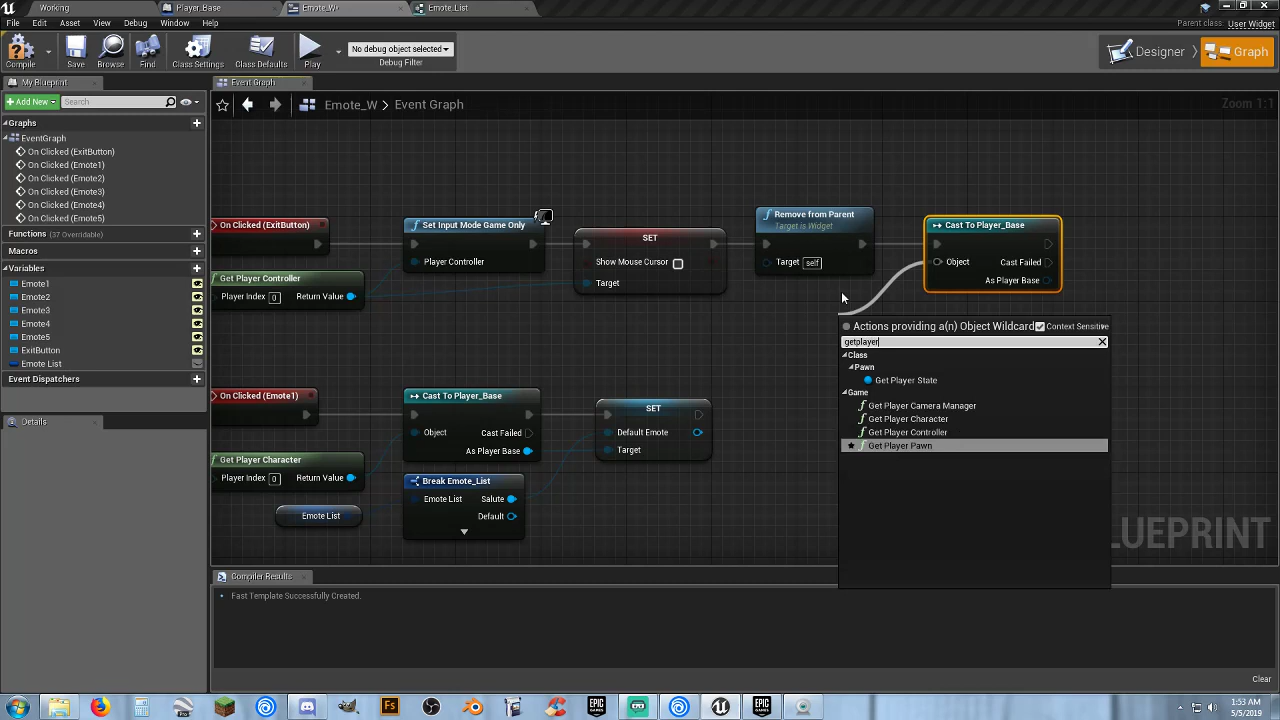 Working
Player_Base
Emote_W*
Emote_List
File
Edit
Asset
View
Debug
Window
Help
Parent class: User Widget
Compile
Save
Browse
Find
Class Settings
Class Defaults
Play
No debug object selected
Debug Filter
Designer
Graph
My Blueprint
Event Graph
Add New
Search
Emote_W > Event Graph
Zoom 1:1
Graphs
EventGraph
On Clicked (ExitButton)
On Clicked (Emote1)
On Clicked (Emote2)
On Clicked (Emote3)
On Clicked (Emote4)
On Clicked (Emote5)
Functions (37 Overridable)
Macros
Variables
Emote1
Emote2
Emote3
Emote4
Emote5
ExitButton
Emote List
Event Dispatchers
Details
On Clicked (ExitButton)
Get Player Controller
Player Index 0
Return Value
Set Input Mode Game Only
Player Controller
SET
Show Mouse Cursor
Target
Remove from Parent
Target is Widget
Target self
Cast To Player_Base
Object
Cast Failed
As Player Base
Actions providing a(n) Object Wildcard
Context Sensitive
getplayer
Class
Pawn
Get Player State
Game
Get Player Camera Manager
Get Player Character
Get Player Controller
Get Player Pawn
On Clicked (Emote1)
Get Player Character
Player Index 0
Return Value
Emote List
Cast To Player_Base
Object
Cast Failed
As Player Base
Break Emote_List
Emote List
Salute
Default
SET
Default Emote
Target
LUEPRINT
Compiler Results
Fast Template Successfully Created.
Clear
1:53 AM
5/5/2019